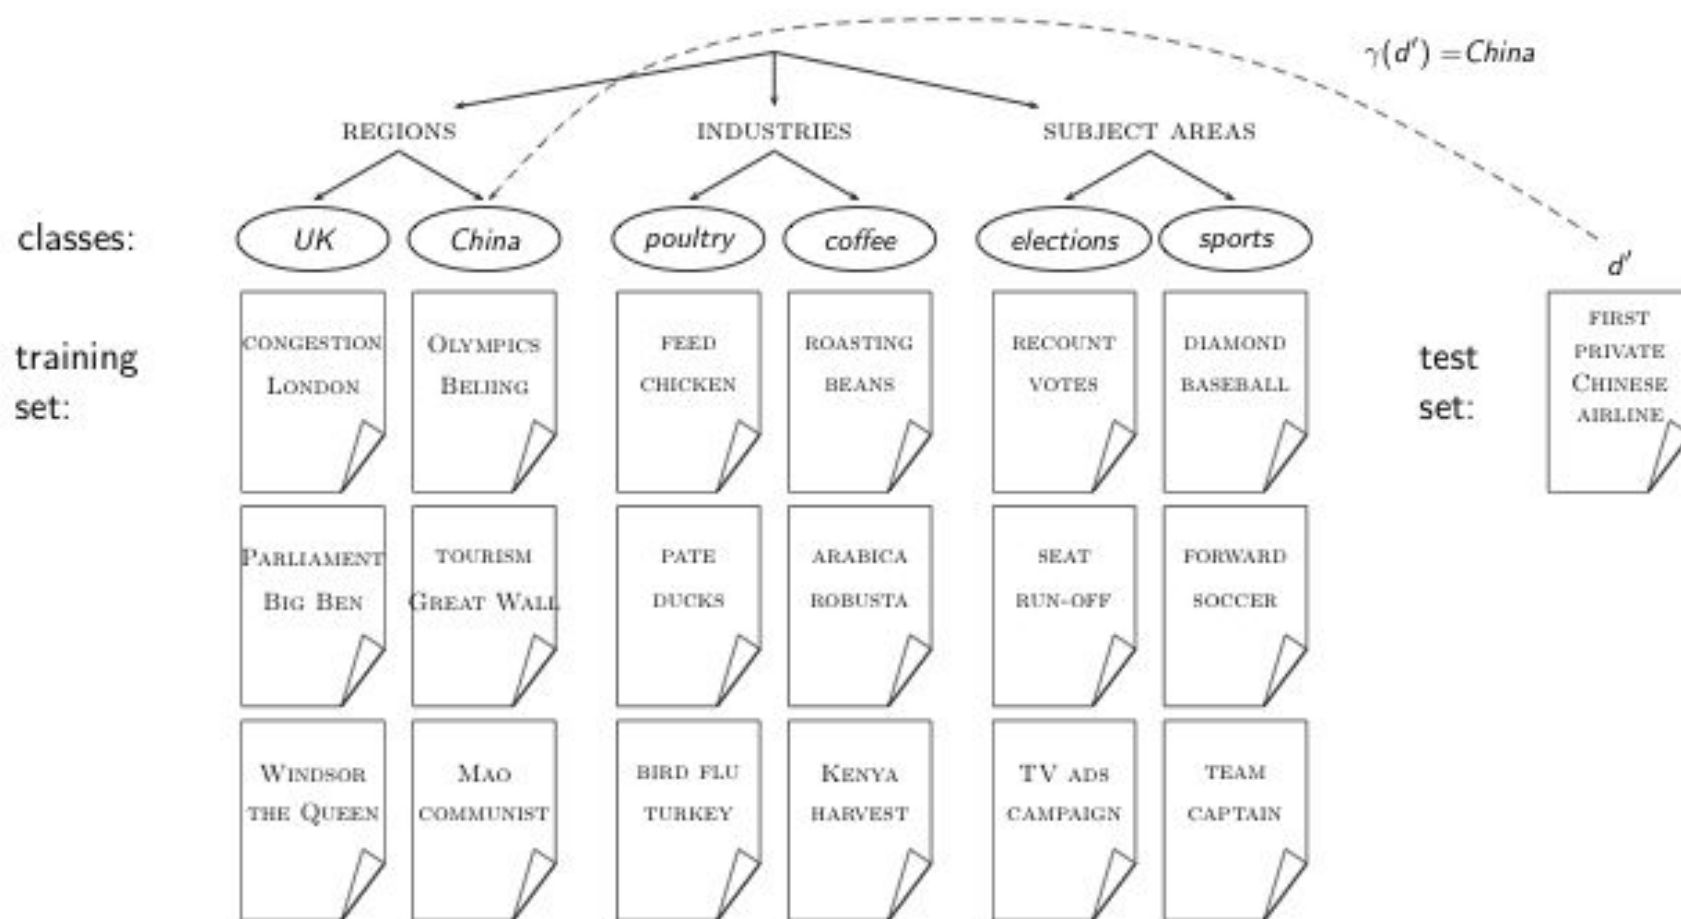 γ(d′) =China
REGIONS INDUSTRIES SUBJECT AREAS
classes: UK China poultry coffee elections sports
d′
training set:
CONGESTION
LONDON
OLYMPICS
BEIJING
FEED
CHICKEN
ROASTING
BEANS
RECOUNT
VOTES
DIAMOND
BASEBALL
test set:
FIRST
PRIVATE
CHINESE
AIRLINE
PARLIAMENT
BIG BEN
TOURISM
GREAT WALL
PATE
DUCKS
ARABICA
ROBUSTA
SEAT
RUN-OFF
FORWARD
SOCCER
WINDSOR
THE QUEEN
MAO
COMMUNIST
BIRD FLU
TURKEY
KENYA
HARVEST
TV ADS
CAMPAIGN
TEAM
CAPTAIN